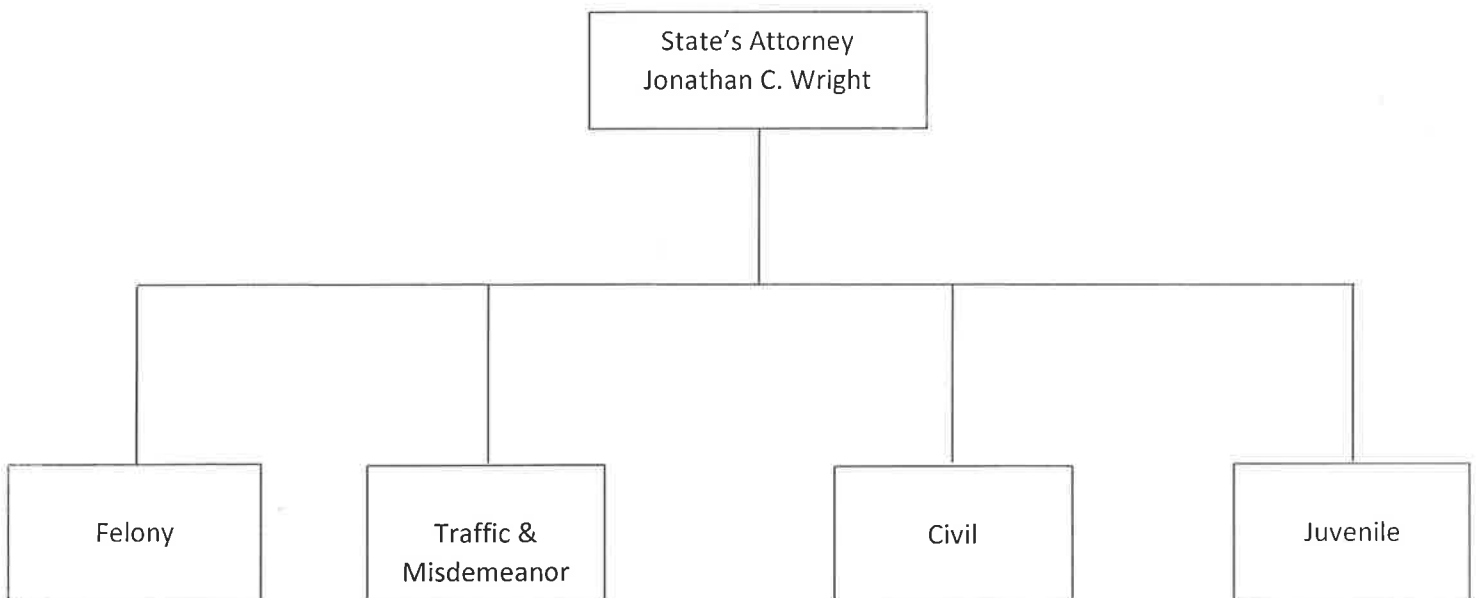 State’s Attorney
Jonathan C. Wright
Felony
Traffic &
Misdemeanor
Civil
Juvenile